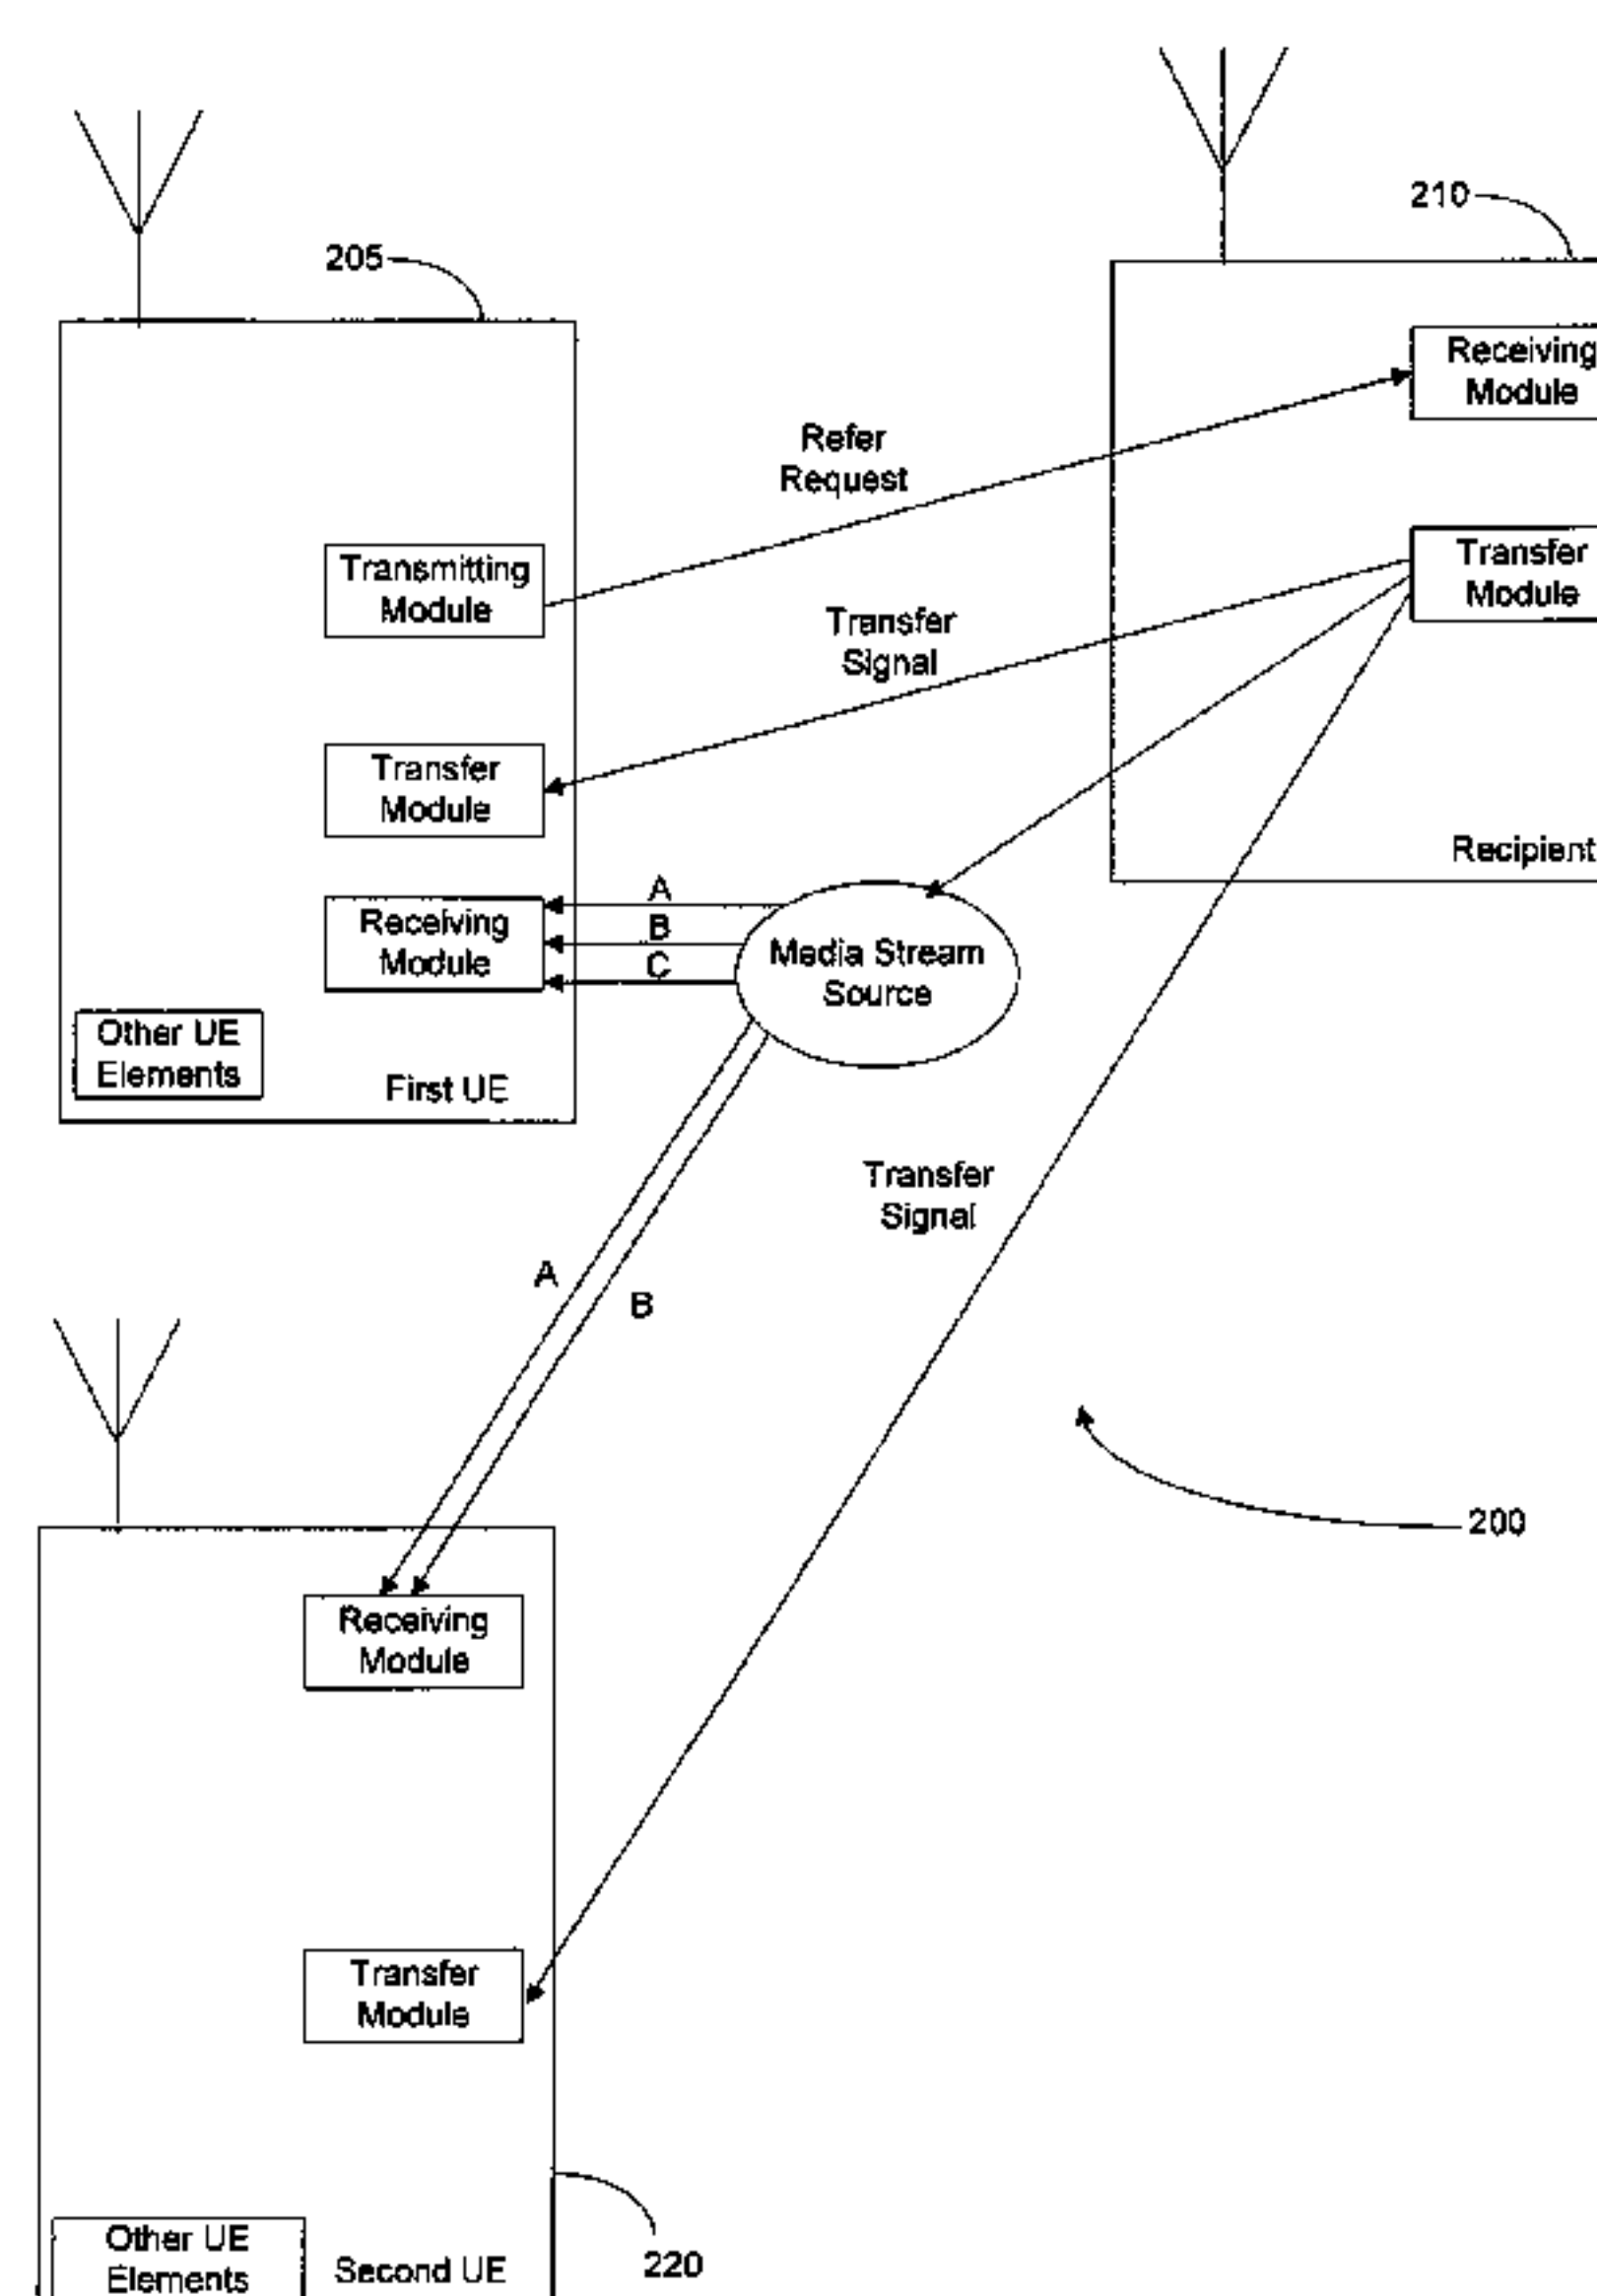 210
205
Receiving
Module
Refer
Request
Transfer
Module
Transmitting
Module
Transfer
Signal
Transfer
Module
Recipient
A
B
C
Receiving
Module
Media Stream
Source
Other UE
Elements
First UE
Transfer
Signal
A
B
200
Receiving
Module
Transfer
Module
Other UE
Elements
Second UE
220